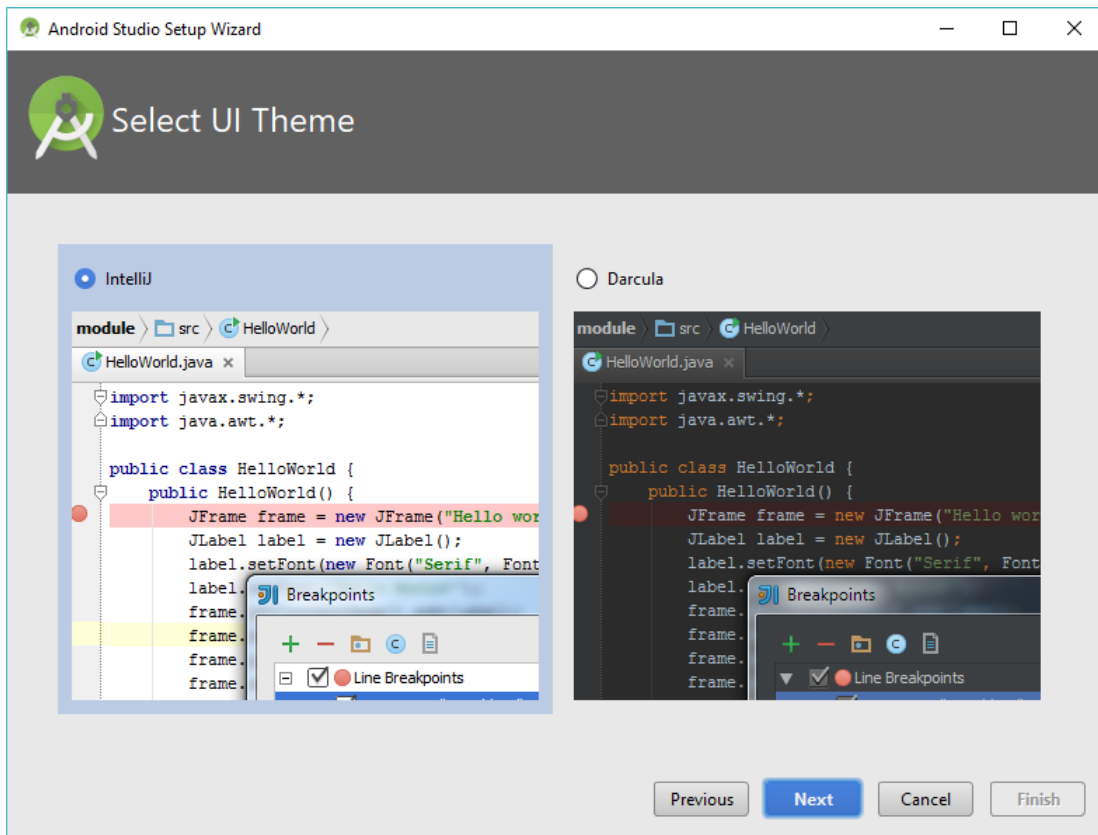 Android Studio Setup Wizard
Select UI Theme
IntelliJ
module src HelloWorld
HelloWorld.java
import javax.swing.*;
import java.awt.*;
public class HelloWorld {
public HelloWorld() {
JFrame frame = new JFrame("Hello wor
JLabel label = new JLabel();
label.setFont(new Font("Serif", Font
label.
frame.
frame.
frame.
frame.
Breakpoints
Line Breakpoints
Darcula
module src HelloWorld
HelloWorld.java
import javax.swing.*;
import java.awt.*;
public class HelloWorld {
public HelloWorld() {
JFrame frame = new JFrame("Hello wor
JLabel label = new JLabel();
label.setFont(new Font("Serif", Font
label.
frame.
frame.
frame.
frame.
Breakpoints
Line Breakpoints
Previous Next Cancel Finish